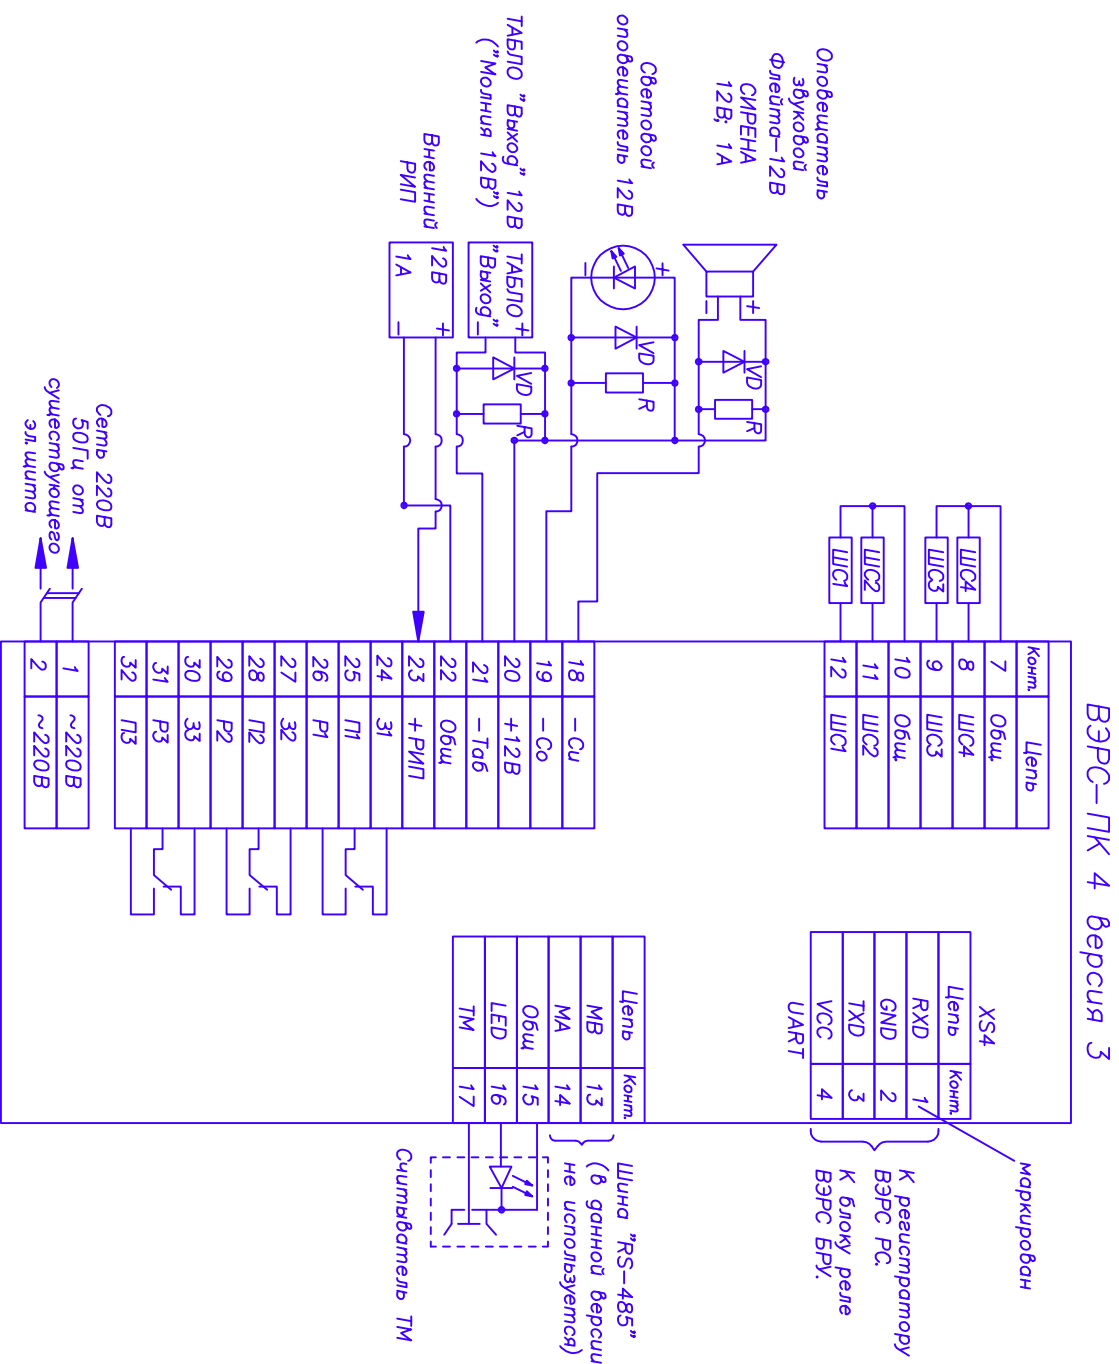 ВЭРС-ПК 4 версия 3
Оповещатель
звуковой
Флейта-12В
СИРЕНА
12В; 1А
Световой
оповещатель 12В
ТАБЛО "Выход" 12В
("Молния 12В")
Внешний
РИП
Сеть 220В
50Гц от
существующего
эл.щита
+
-
VD
R
+
-
VD
R
ТАБЛО +
"Выход" -
VD
R
12В +
1А -
ШС4
ШС3
ШС2
ШС1
Конт. Цепь
7 Общ
8 ШС4
9 ШС3
10 Общ
11 ШС2
12 ШС1
18 -Си
19 -Со
20 +12В
21 -Таб
22 Общ
23 +РИП
24 З1
25 П1
26 Р1
27 З2
28 П2
29 Р2
30 З3
31 Р3
32 П3
1 ~220В
2 ~220В
XS4
Цепь Конт.
RXD 1
GND 2
TXD 3
VCC 4
UART
маркирован
К регистратору
ВЭРС РС.
К блоку реле
ВЭРС БРУ.
Цепь Конт.
МВ 13
МА 14
Общ 15
LED 16
ТМ 17
Шина "RS-485"
(в данной версии
не используется)
Считыватель ТМ